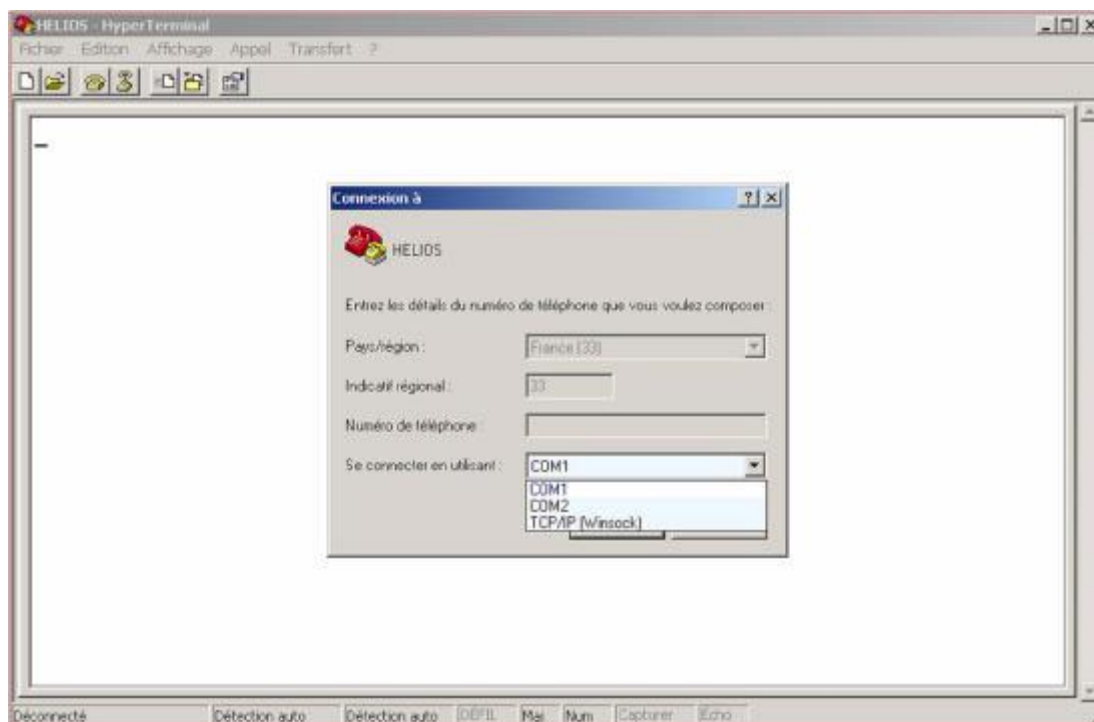 HELIOS - HyperTerminal
Fichier Edition Affichage Appel Transfert ?
Connexion à
HELIOS
Entrez les détails du numéro de téléphone que vous voulez composer :
Pays/région : France (33)
Indicatif régional : 33
Numéro de téléphone :
Se connecter en utilisant : COM1
COM1
COM2
TCP/IP (Winsock)
Déconnecté Détection auto Détection auto DÉFIL Maj Num Capturer Écho